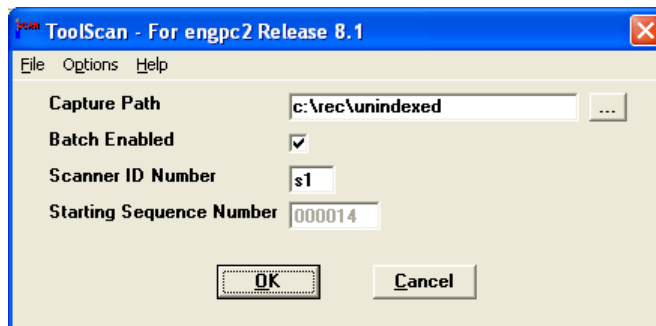 ToolScan - For engpc2 Release 8.1
File Options Help
Capture Path c:\rec\unindexed ...
Batch Enabled
Scanner ID Number s1
Starting Sequence Number 000014
OK Cancel